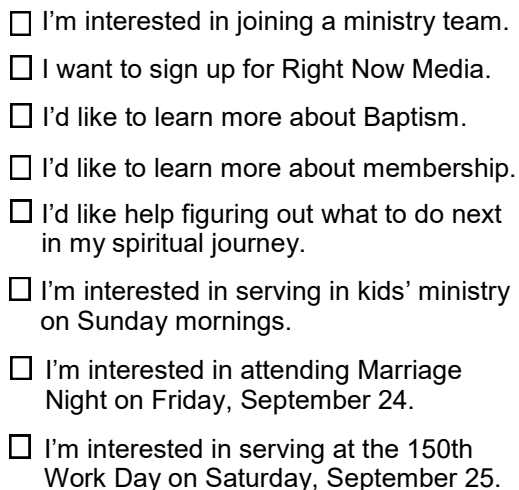 ☐ I'm interested in joining a ministry team.
☐ I want to sign up for Right Now Media.
☐ I'd like to learn more about Baptism.
☐ I'd like to learn more about membership.
☐ I'd like help figuring out what to do next
in my spiritual journey.
☐ I'm interested in serving in kids' ministry
on Sunday mornings.
☐ I'm interested in attending Marriage
Night on Friday, September 24.
☐ I'm interested in serving at the 150th
Work Day on Saturday, September 25.